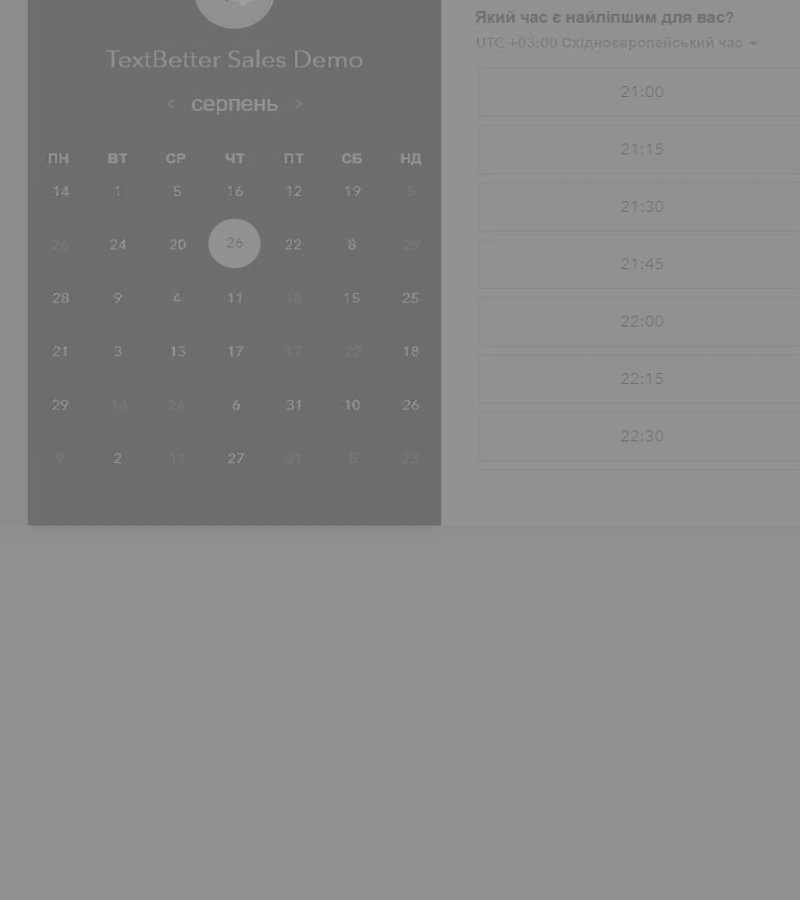 TextBetter Sales Demo
серпень
ПН ВТ СР ЧТ ПТ СБ НД
14 1 5 16 12 19 5
26 24 20 26 22 8 29
28 9 4 11 18 15 25
21 3 13 17 17 22 18
29 14 24 6 31 10 26
9 2 11 27 21 5 23
Який час є найліпшим для вас?
UTC +03:00 Східноєвропейський час
21:00
21:15
21:30
21:45
22:00
22:15
22:30